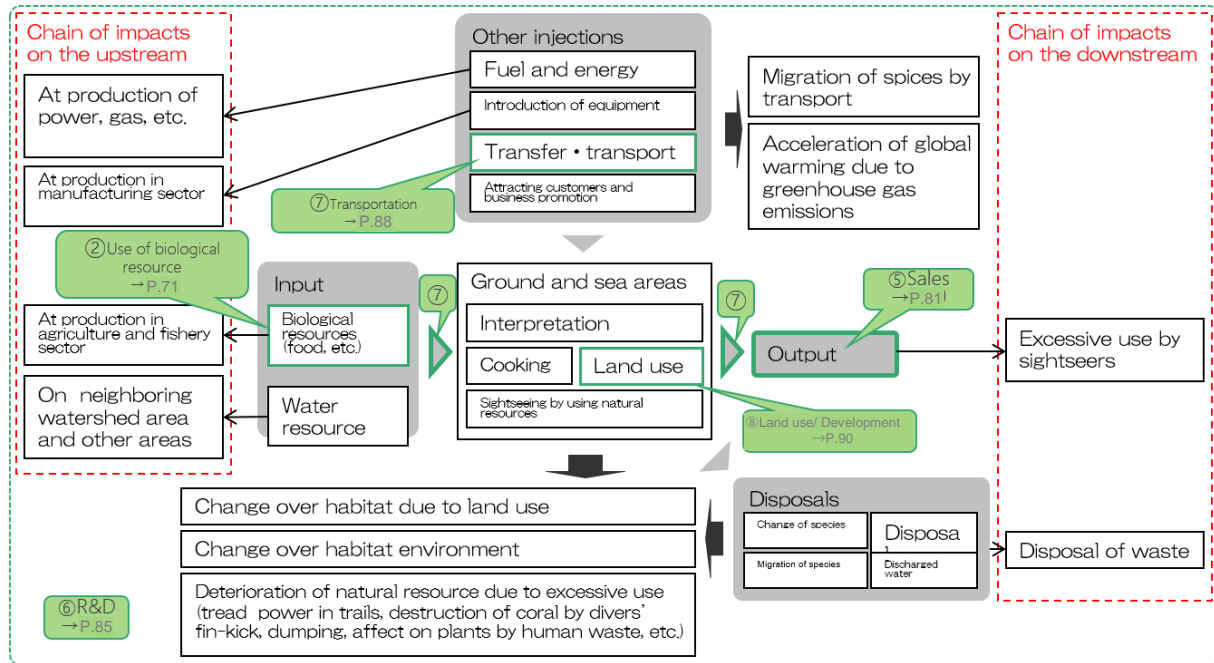 Chain of impacts
on the upstream
At production of
power, gas, etc.
At production in
manufacturing sector
②Use of biological
resource
→P.71
At production in
agriculture and fishery
sector
On neighboring
watershed area
and other areas
Other injections
Fuel and energy
Introduction of equipment
Transfer・transport
Attracting customers and
business promotion
⑦Transportation
→P.88
Migration of spices by
transport
Acceleration of global
warming due to
greenhouse gas
emissions
Chain of impacts
on the downstream
Input
Biological
resources
(food, etc.)
Water
resource
⑦
Ground and sea areas
Interpretation
Cooking
Land use
Sightseeing by using natural
resources
⑦
⑤Sales
→P.81
Output
⑧Land use/ Development
→P.90
Excessive use by
sightseers
Change over habitat due to land use
Change over habitat environment
Deterioration of natural resource due to excessive use
(tread power in trails, destruction of coral by divers'
fin-kick, dumping, affect on plants by human waste, etc.)
Disposals
Change of species
Disposa
Migration of species
Discharged
water
Disposal of waste
⑥R&D
→P.85